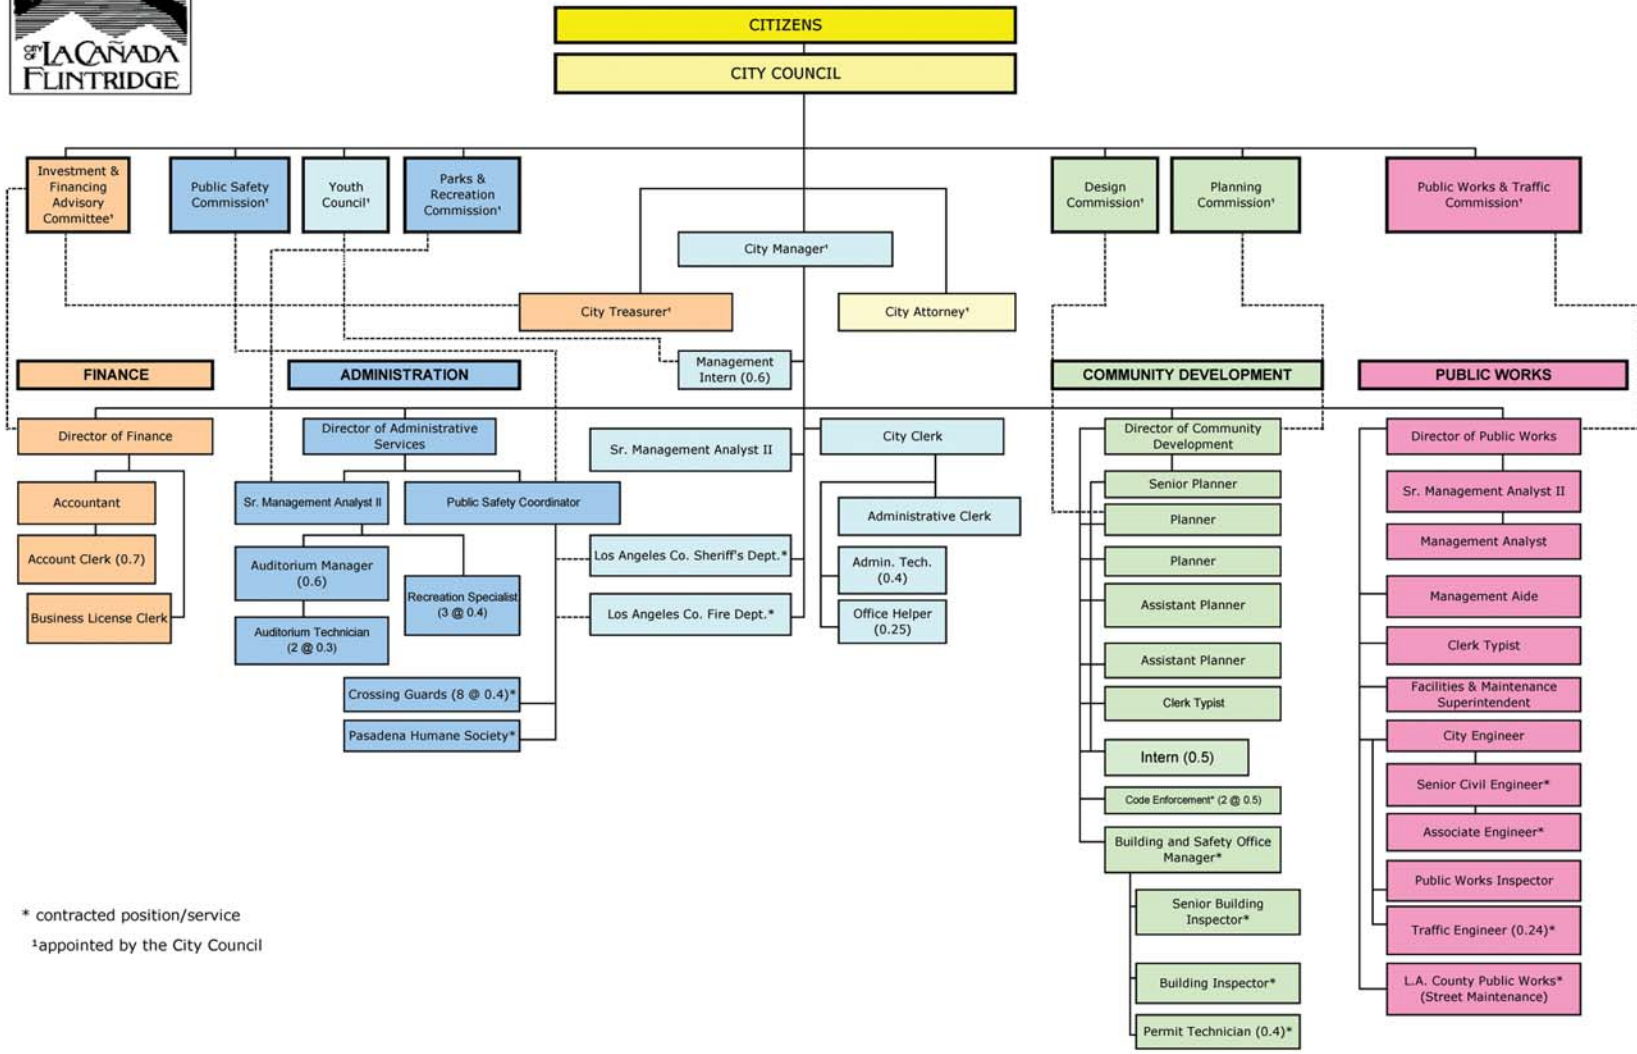 CITY
OF
LA CAÑADA
FLINTRIDGE
CITIZENS
CITY COUNCIL
Investment &
Financing
Advisory
Committee¹
Public Safety
Commission¹
Youth
Council¹
Parks &
Recreation
Commission¹
Design
Commission¹
Planning
Commission¹
Public Works & Traffic
Commission¹
City Manager¹
City Treasurer¹
City Attorney¹
Management
Intern (0.6)
FINANCE
ADMINISTRATION
COMMUNITY DEVELOPMENT
PUBLIC WORKS
Director of Finance
Accountant
Account Clerk (0.7)
Business License Clerk
Director of Administrative
Services
Sr. Management Analyst II
Public Safety Coordinator
Auditorium Manager
(0.6)
Recreation Specialist
(3 @ 0.4)
Auditorium Technician
(2 @ 0.3)
Crossing Guards (8 @ 0.4)*
Pasadena Humane Society*
Sr. Management Analyst II
Los Angeles Co. Sheriff's Dept.*
Los Angeles Co. Fire Dept.*
City Clerk
Administrative Clerk
Admin. Tech.
(0.4)
Office Helper
(0.25)
Director of Community
Development
Senior Planner
Planner
Planner
Assistant Planner
Assistant Planner
Clerk Typist
Intern (0.5)
Code Enforcement* (2 @ 0.5)
Building and Safety Office
Manager*
Senior Building
Inspector*
Building Inspector*
Permit Technician (0.4)*
Director of Public Works
Sr. Management Analyst II
Management Analyst
Management Aide
Clerk Typist
Facilities & Maintenance
Superintendent
City Engineer
Senior Civil Engineer*
Associate Engineer*
Public Works Inspector
Traffic Engineer (0.24)*
L.A. County Public Works*
(Street Maintenance)
* contracted position/service
¹appointed by the City Council